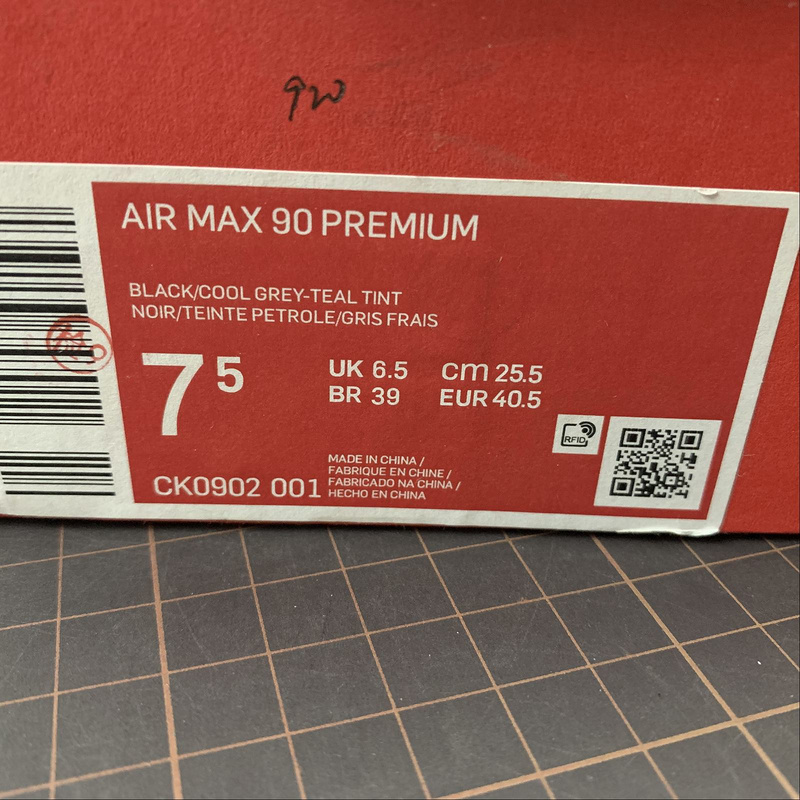 920
AIR MAX 90 PREMIUM
BLACK/COOL GREY-TEAL TINT
NOIR/TEINTE PETROLE/GRIS FRAIS
7 5
UK 6.5 cm 25.5
BR 39 EUR 40.5
RFID
MADE IN CHINA /
FABRIQUE EN CHINE /
FABRICADO NA CHINA /
HECHO EN CHINA
CK0902 001